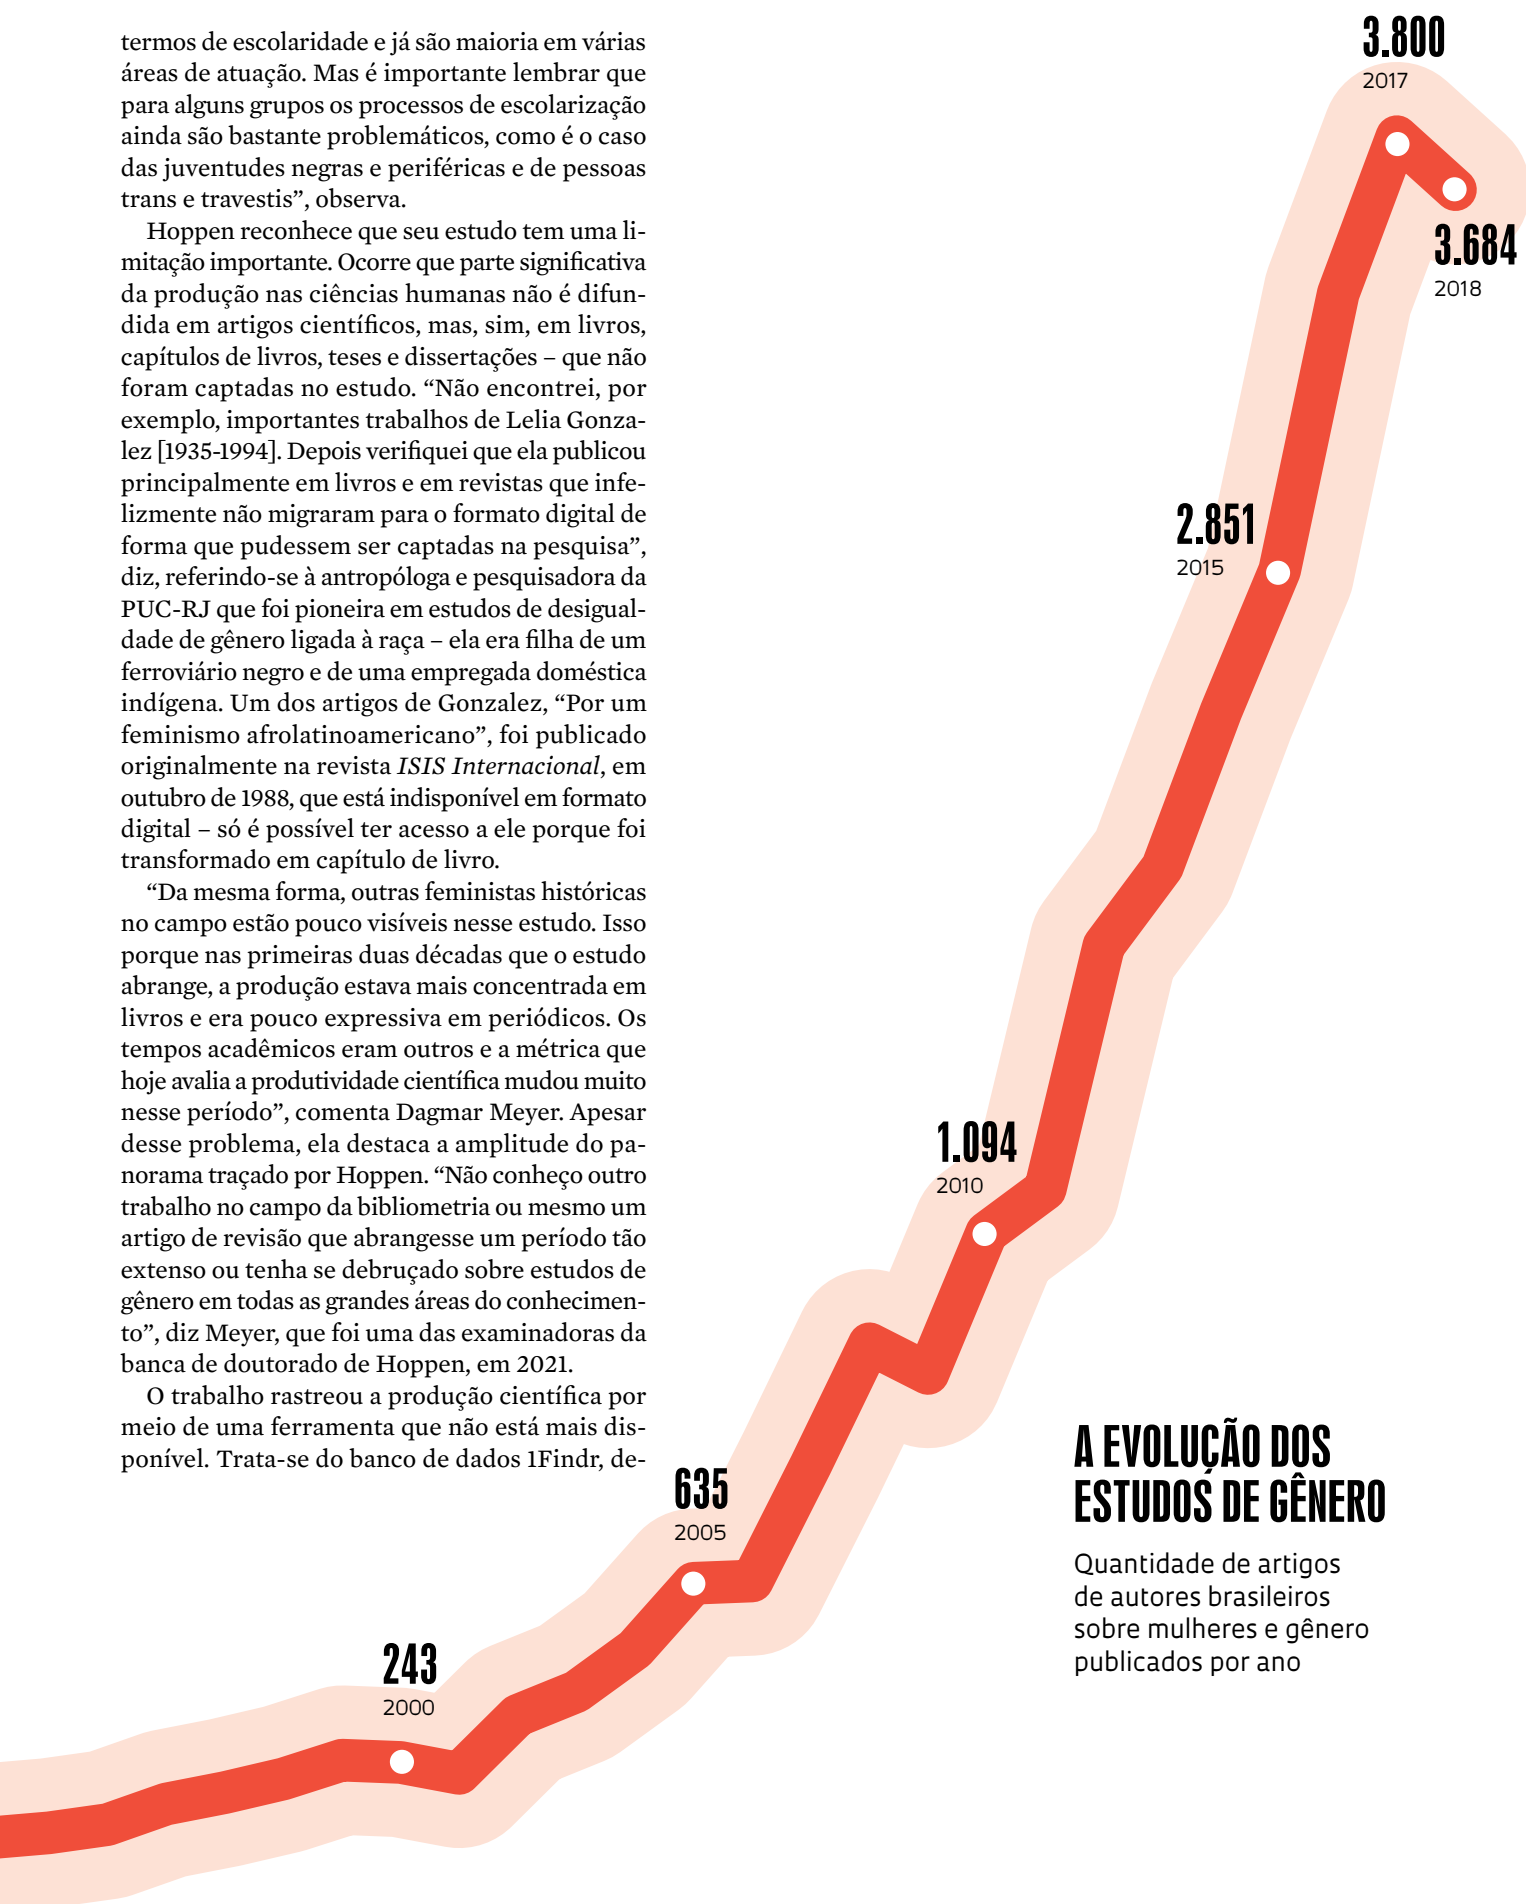 termos de escolaridade e já são maioria em várias
áreas de atuação. Mas é importante lembrar que
para alguns grupos os processos de escolarização
ainda são bastante problemáticos, como é o caso
das juventudes negras e periféricas e de pessoas
trans e travestis”, observa.
Hoppen reconhece que seu estudo tem uma li-
mitação importante. Ocorre que parte significativa
da produção nas ciências humanas não é difun-
dida em artigos científicos, mas, sim, em livros,
capítulos de livros, teses e dissertações – que não
foram captadas no estudo. “Não encontrei, por
exemplo, importantes trabalhos de Lelia Gonza-
lez [1935-1994]. Depois verifiquei que ela publicou
principalmente em livros e em revistas que infe-
lizmente não migraram para o formato digital de
forma que pudessem ser captadas na pesquisa”,
diz, referindo-se à antropóloga e pesquisadora da
PUC-RJ que foi pioneira em estudos de desigual-
dade de gênero ligada à raça – ela era filha de um
ferroviário negro e de uma empregada doméstica
indígena. Um dos artigos de Gonzalez, “Por um
feminismo afrolatinoamericano”, foi publicado
originalmente na revista ISIS Internacional, em
outubro de 1988, que está indisponível em formato
digital – só é possível ter acesso a ele porque foi
transformado em capítulo de livro.
“Da mesma forma, outras feministas históricas
no campo estão pouco visíveis nesse estudo. Isso
porque nas primeiras duas décadas que o estudo
abrange, a produção estava mais concentrada em
livros e era pouco expressiva em periódicos. Os
tempos acadêmicos eram outros e a métrica que
hoje avalia a produtividade científica mudou muito
nesse período”, comenta Dagmar Meyer. Apesar
desse problema, ela destaca a amplitude do pa-
norama traçado por Hoppen. “Não conheço outro
trabalho no campo da bibliometria ou mesmo um
artigo de revisão que abrangesse um período tão
extenso ou tenha se debruçado sobre estudos de
gênero em todas as grandes áreas do conhecimen-
to”, diz Meyer, que foi uma das examinadoras da
banca de doutorado de Hoppen, em 2021.
O trabalho rastreou a produção científica por
meio de uma ferramenta que não está mais dis-
ponível. Trata-se do banco de dados 1Findr, de-
243
2000
635
2005
1.094
2010
2.851
2015
3.800
2017
3.684
2018
A EVOLUÇÃO DOS
ESTUDOS DE GÊNERO
Quantidade de artigos
de autores brasileiros
sobre mulheres e gênero
publicados por ano